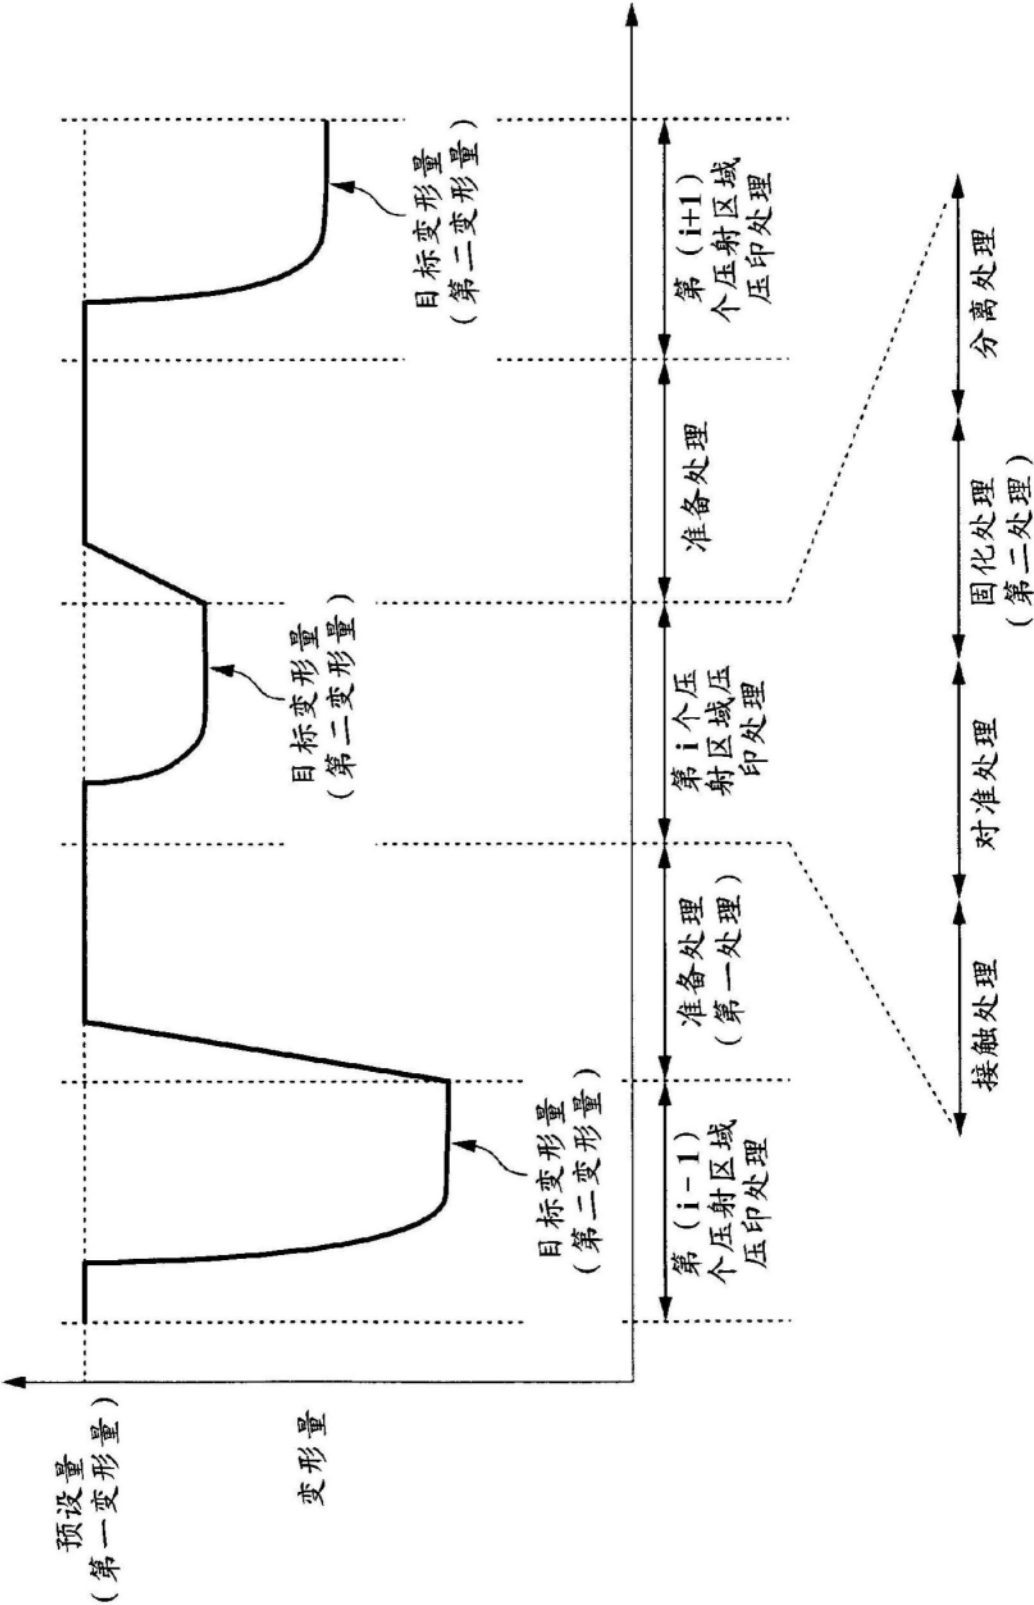 预设量
(第一变形量)
变形量
目标变形量
(第二变形量)
目标变形量
(第二变形量)
目标变形量
(第二变形量)
第(i-1)
个压射区域
压印处理
准备处理
(第一处理)
第i个压
射区域压
印处理
准备处理
第(i+1)
个压射区域
压印处理
接触处理
对准处理
固化处理
(第二处理)
分离处理